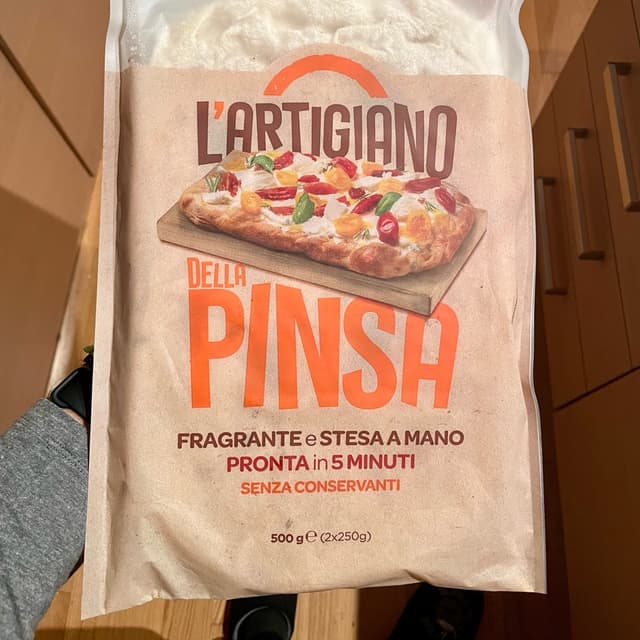 L'ARTIGIANO
DELLA
PINSA
FRAGRANTE e STESA A MANO
PRONTA in 5 MINUTI
SENZA CONSERVANTI
500 g ℮ (2x250g)